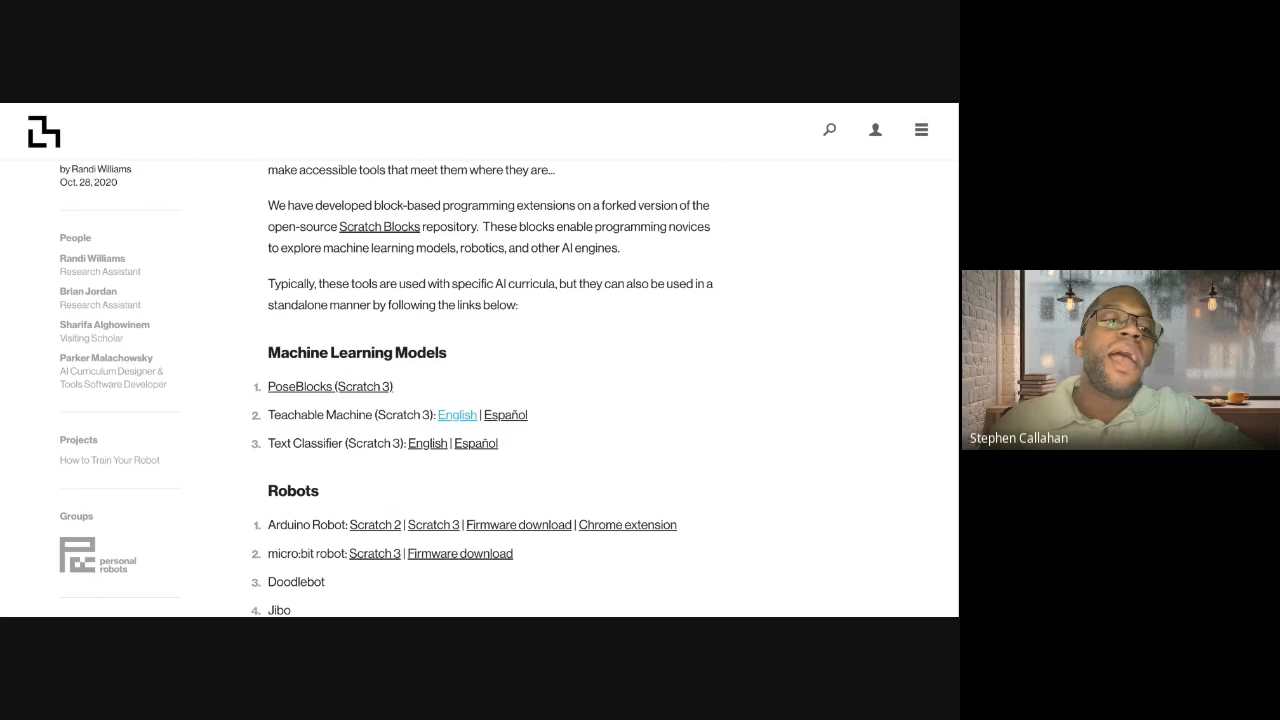 by Randi Williams
Oct. 28, 2020
People
Randi Williams
Research Assistant
Brian Jordan
Research Assistant
Sharifa Alghowinem
Visiting Scholar
Parker Malachowsky
AI Curriculum Designer &
Tools Software Developer
Projects
How to Train Your Robot
Groups
personal
robots
make accessible tools that meet them where they are...
We have developed block-based programming extensions on a forked version of the
open-source Scratch Blocks repository. These blocks enable programming novices
to explore machine learning models, robotics, and other AI engines.
Typically, these tools are used with specific AI curricula, but they can also be used in a
standalone manner by following the links below:
Machine Learning Models
1. PoseBlocks (Scratch 3)
2. Teachable Machine (Scratch 3): English | Español
3. Text Classifier (Scratch 3): English | Español
Robots
1. Arduino Robot: Scratch 2 | Scratch 3 | Firmware download | Chrome extension
2. micro:bit robot: Scratch 3 | Firmware download
3. Doodlebot
4. Jibo
Stephen Callahan